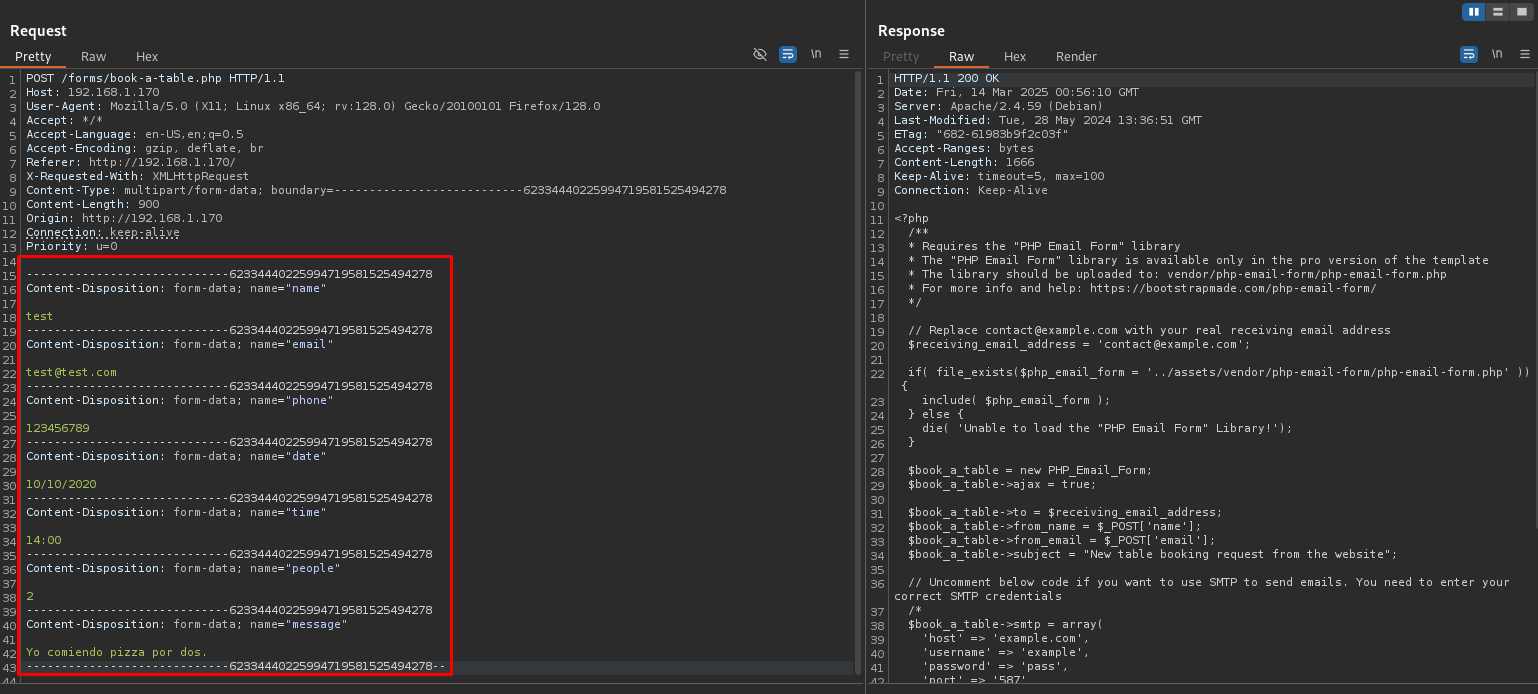 Request
Pretty Raw Hex
\n
1 POST /forms/book-a-table.php HTTP/1.1
2 Host: 192.168.1.170
3 User-Agent: Mozilla/5.0 (X11; Linux x86_64; rv:128.0) Gecko/20100101 Firefox/128.0
4 Accept: */*
5 Accept-Language: en-US,en;q=0.5
6 Accept-Encoding: gzip, deflate, br
7 Referer: http://192.168.1.170/
8 X-Requested-With: XMLHttpRequest
9 Content-Type: multipart/form-data; boundary=---------------------------62334440225994719581525494278
10 Content-Length: 900
11 Origin: http://192.168.1.170
12 Connection: keep-alive
13 Priority: u=0
14
15 -----------------------------62334440225994719581525494278
16 Content-Disposition: form-data; name="name"
17
18 test
19 -----------------------------62334440225994719581525494278
20 Content-Disposition: form-data; name="email"
21
22 test@test.com
23 -----------------------------62334440225994719581525494278
24 Content-Disposition: form-data; name="phone"
25
26 123456789
27 -----------------------------62334440225994719581525494278
28 Content-Disposition: form-data; name="date"
29
30 10/10/2020
31 -----------------------------62334440225994719581525494278
32 Content-Disposition: form-data; name="time"
33
34 14:00
35 -----------------------------62334440225994719581525494278
36 Content-Disposition: form-data; name="people"
37
38 2
39 -----------------------------62334440225994719581525494278
40 Content-Disposition: form-data; name="message"
41
42 Yo comiendo pizza por dos.
43 -----------------------------62334440225994719581525494278--
44
Response
Pretty Raw Hex Render
\n
1 HTTP/1.1 200 OK
2 Date: Fri, 14 Mar 2025 00:56:10 GMT
3 Server: Apache/2.4.59 (Debian)
4 Last-Modified: Tue, 28 May 2024 13:36:51 GMT
5 ETag: "682-61983b9f2c03f"
6 Accept-Ranges: bytes
7 Content-Length: 1666
8 Keep-Alive: timeout=5, max=100
9 Connection: Keep-Alive
10
11 <?php
12 /**
13 * Requires the "PHP Email Form" library
14 * The "PHP Email Form" library is available only in the pro version of the template
15 * The library should be uploaded to: vendor/php-email-form/php-email-form.php
16 * For more info and help: https://bootstrapmade.com/php-email-form/
17 */
18
19 // Replace contact@example.com with your real receiving email address
20 $receiving_email_address = 'contact@example.com';
21
22 if( file_exists($php_email_form = '../assets/vendor/php-email-form/php-email-form.php' ))
{
23 include( $php_email_form );
24 } else {
25 die( 'Unable to load the "PHP Email Form" Library!');
26 }
27
28 $book_a_table = new PHP_Email_Form;
29 $book_a_table->ajax = true;
30
31 $book_a_table->to = $receiving_email_address;
32 $book_a_table->from_name = $_POST['name'];
33 $book_a_table->from_email = $_POST['email'];
34 $book_a_table->subject = "New table booking request from the website";
35
36 // Uncomment below code if you want to use SMTP to send emails. You need to enter your
correct SMTP credentials
37 /*
38 $book_a_table->smtp = array(
39 'host' => 'example.com',
40 'username' => 'example',
41 'password' => 'pass',
42 'port' => '587'